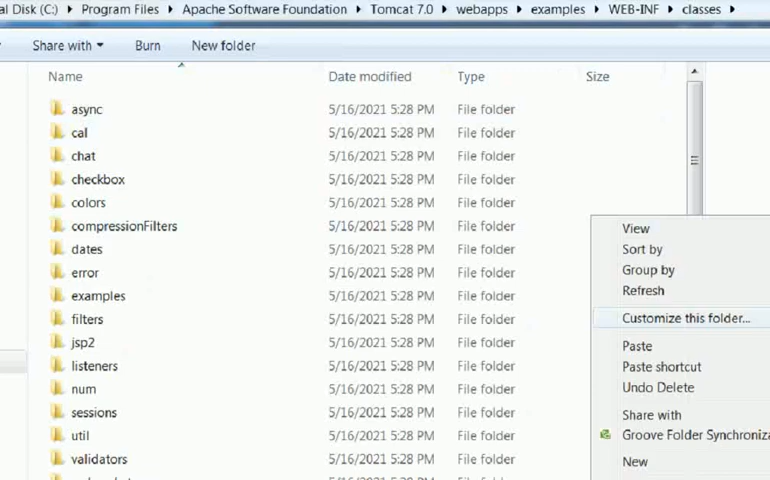 al Disk (C:) ▸ Program Files ▸ Apache Software Foundation ▸ Tomcat 7.0 ▸ webapps ▸ examples ▸ WEB-INF ▸ classes ▸
Share with ▾ Burn New folder
Name Date modified Type Size
async 5/16/2021 5:28 PM File folder
cal 5/16/2021 5:28 PM File folder
chat 5/16/2021 5:28 PM File folder
checkbox 5/16/2021 5:28 PM File folder
colors 5/16/2021 5:28 PM File folder
compressionFilters 5/16/2021 5:28 PM File folder
View
dates 5/16/2021 5:28 PM File folder
Sort by
error 5/16/2021 5:28 PM File folder
Group by
examples 5/16/2021 5:28 PM File folder
Refresh
filters 5/16/2021 5:28 PM File folder
Customize this folder...
jsp2 5/16/2021 5:28 PM File folder
Paste
listeners 5/16/2021 5:28 PM File folder
Paste shortcut
num 5/16/2021 5:28 PM File folder
Undo Delete
sessions 5/16/2021 5:28 PM File folder
Share with
util 5/16/2021 5:28 PM File folder
Groove Folder Synchroniza
validators 5/16/2021 5:28 PM File folder
New